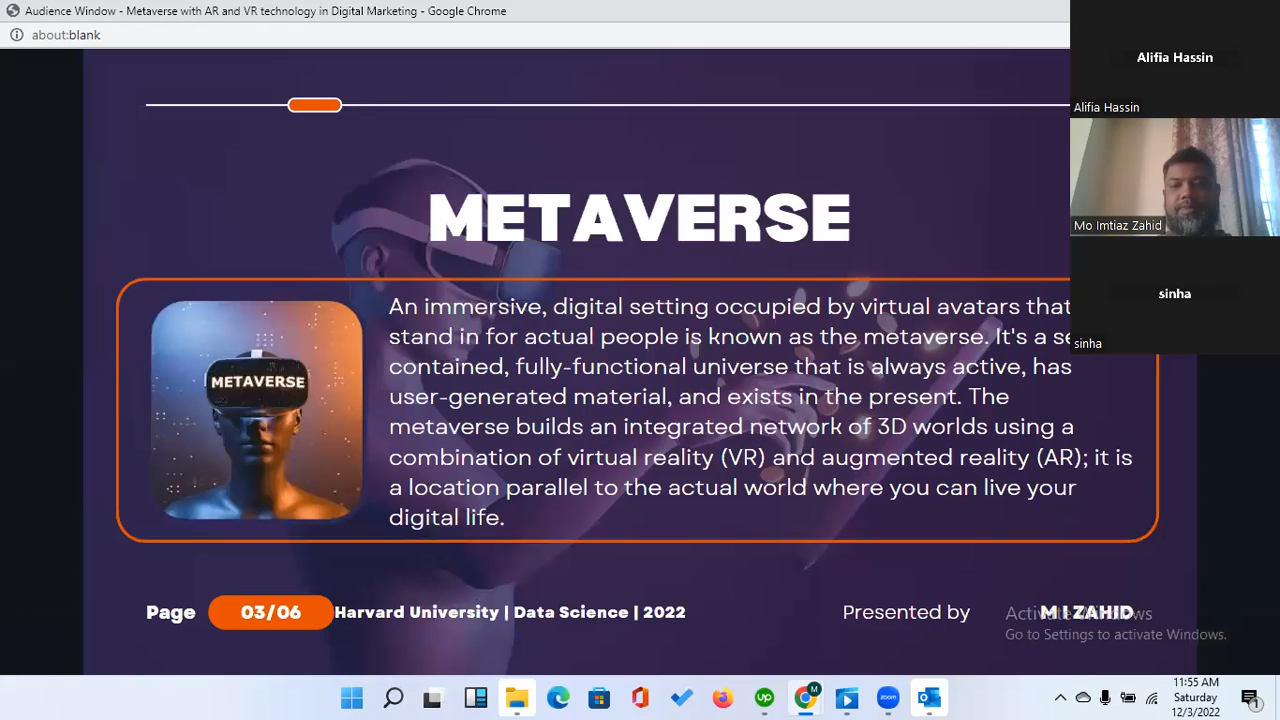 Audience Window - Metaverse with AR and VR technology in Digital Marketing - Google Chrome
about:blank
Alifia Hassin
Alifia Hassin
Mo Imtiaz Zahid
sinha
sinha
METAVERSE
METAVERSE
An immersive, digital setting occupied by virtual avatars that
stand in for actual people is known as the metaverse. It's a
contained, fully-functional universe that is always active, has
user-generated material, and exists in the present. The
metaverse builds an integrated network of 3D worlds using a
combination of virtual reality (VR) and augmented reality (AR); it is
a location parallel to the actual world where you can live your
digital life.
Page 03/06 Harvard University | Data Science | 2022 Presented by M I ZAHID
Activate Windows
Go to Settings to activate Windows.
11:55 AM
Saturday
12/3/2022